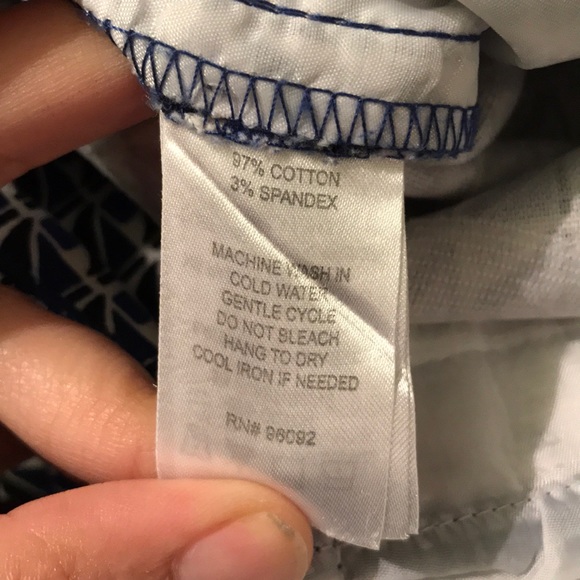 97% COTTON
3% SPANDEX
MACHINE WASH IN
COLD WATER
GENTLE CYCLE
DO NOT BLEACH
HANG TO DRY
COOL IRON IF NEEDED
RN# 96092